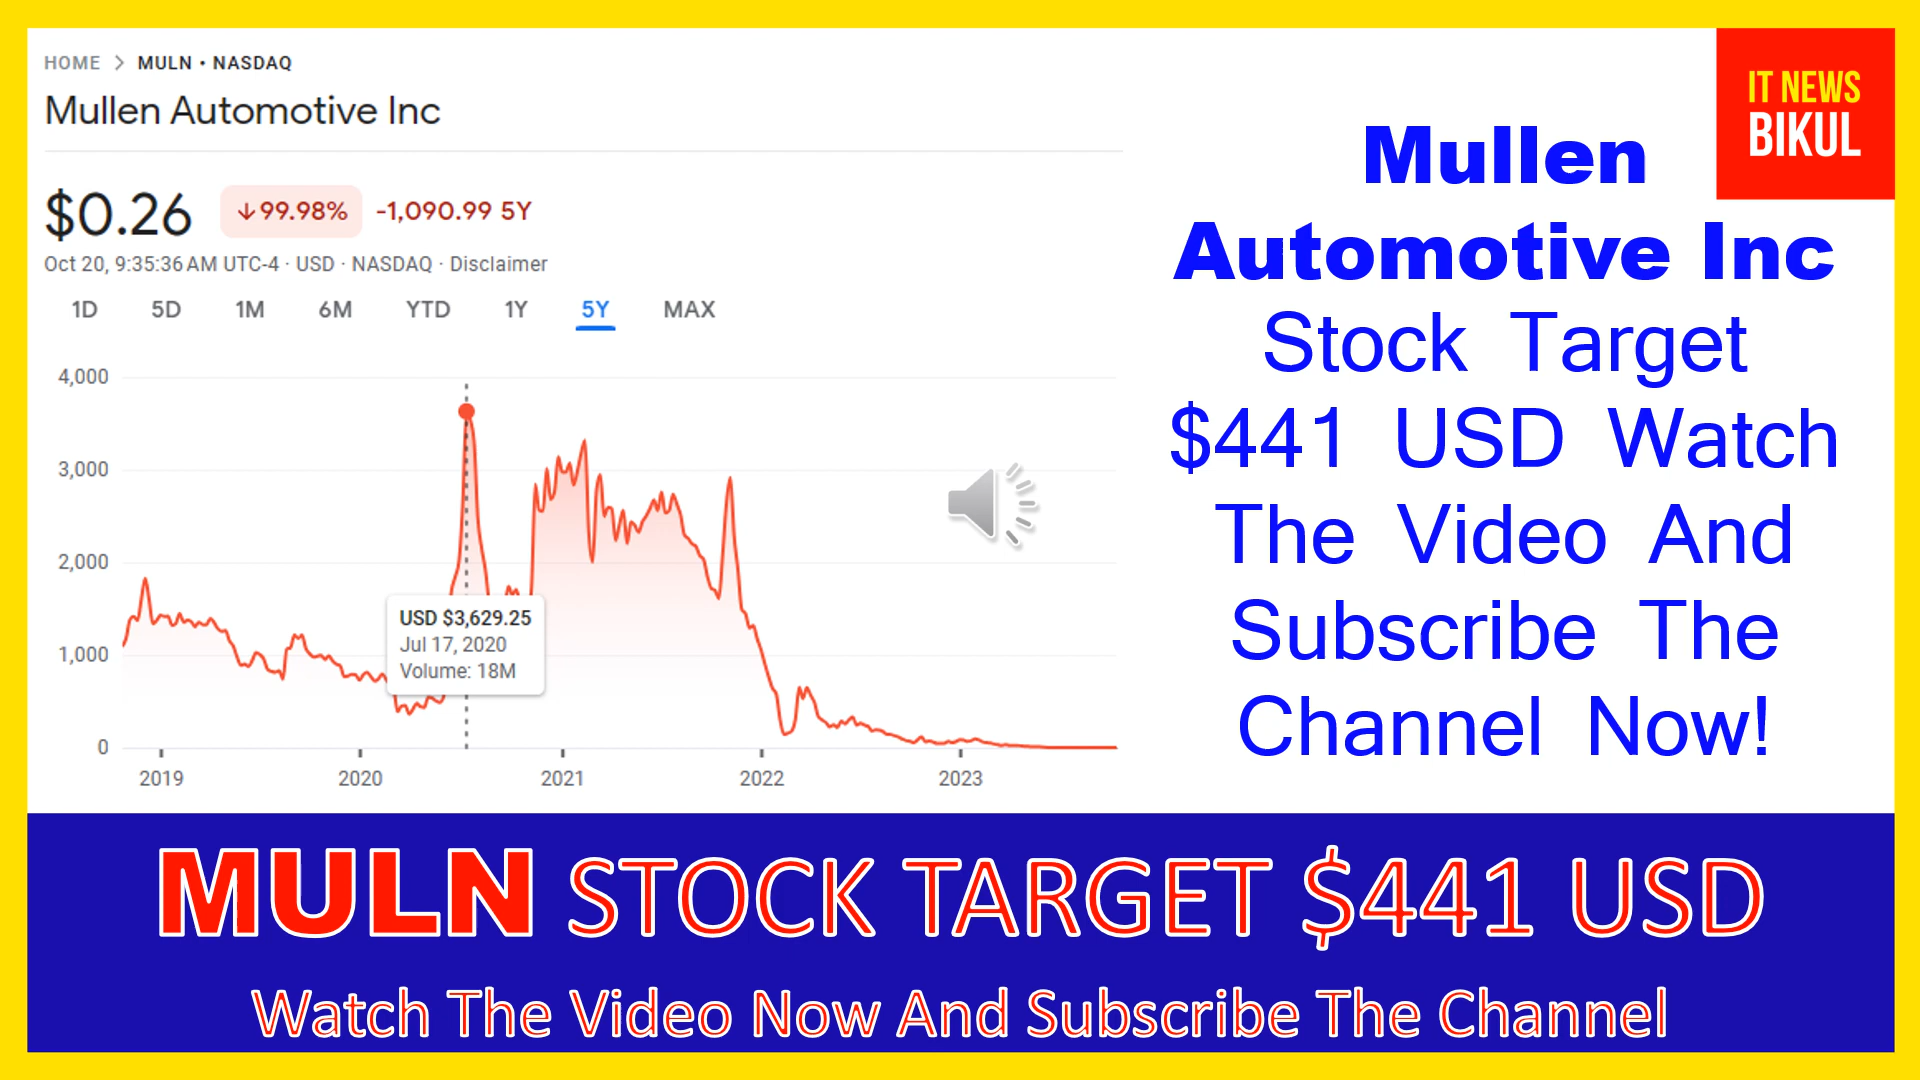 HOME > MULN • NASDAQ
Mullen Automotive Inc
$0.26 ↓99.98% -1,090.99 5Y
Oct 20, 9:35:36 AM UTC-4 · USD · NASDAQ · Disclaimer
1D 5D 1M 6M YTD 1Y 5Y MAX
4,000
3,000
2,000
1,000
0
USD $3,629.25
Jul 17, 2020
Volume: 18M
2019 2020 2021 2022 2023
IT NEWS
BIKUL
Mullen
Automotive Inc
Stock Target
$441 USD Watch
The Video And
Subscribe The
Channel Now!
MULN STOCK TARGET $441 USD
Watch The Video Now And Subscribe The Channel